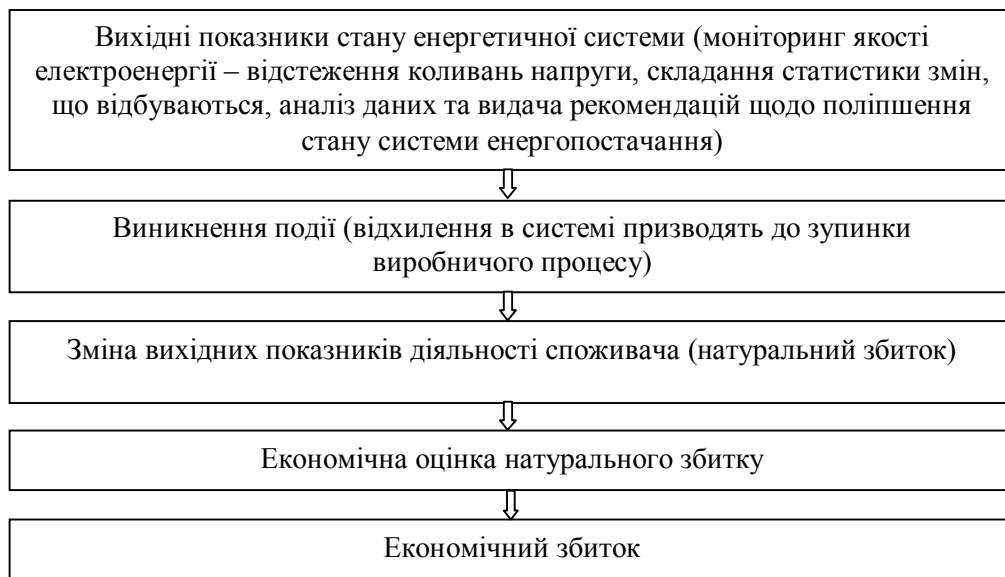 Вихідні показники стану енергетичної системи (моніторинг якості
електроенергії – відстеження коливань напруги, складання статистики змін,
що відбуваються, аналіз даних та видача рекомендацій щодо поліпшення
стану системи енергопостачання)
Виникнення події (відхилення в системі призводять до зупинки
виробничого процесу)
Зміна вихідних показників діяльності споживача (натуральний збиток)
Економічна оцінка натурального збитку
Економічний збиток